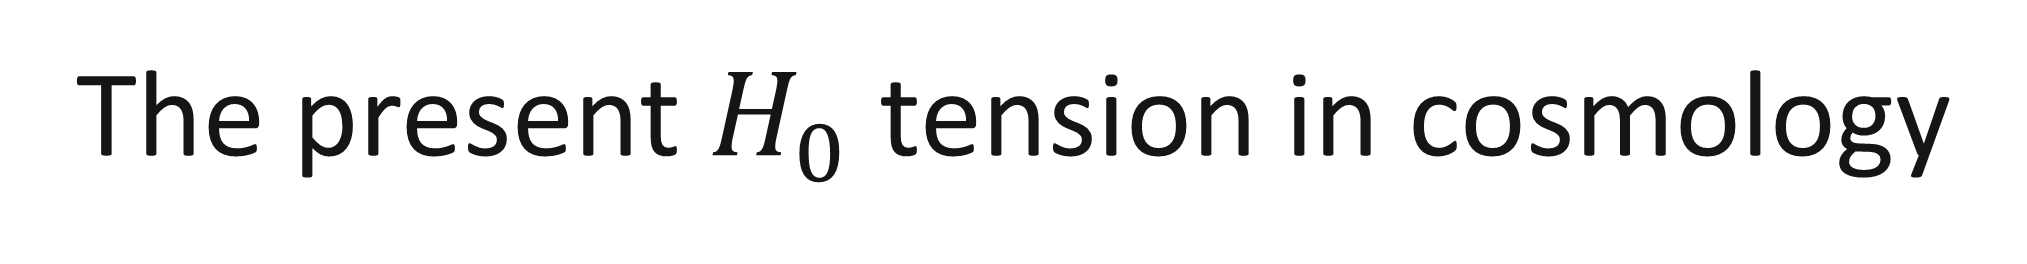 The present H₀ tension in cosmology